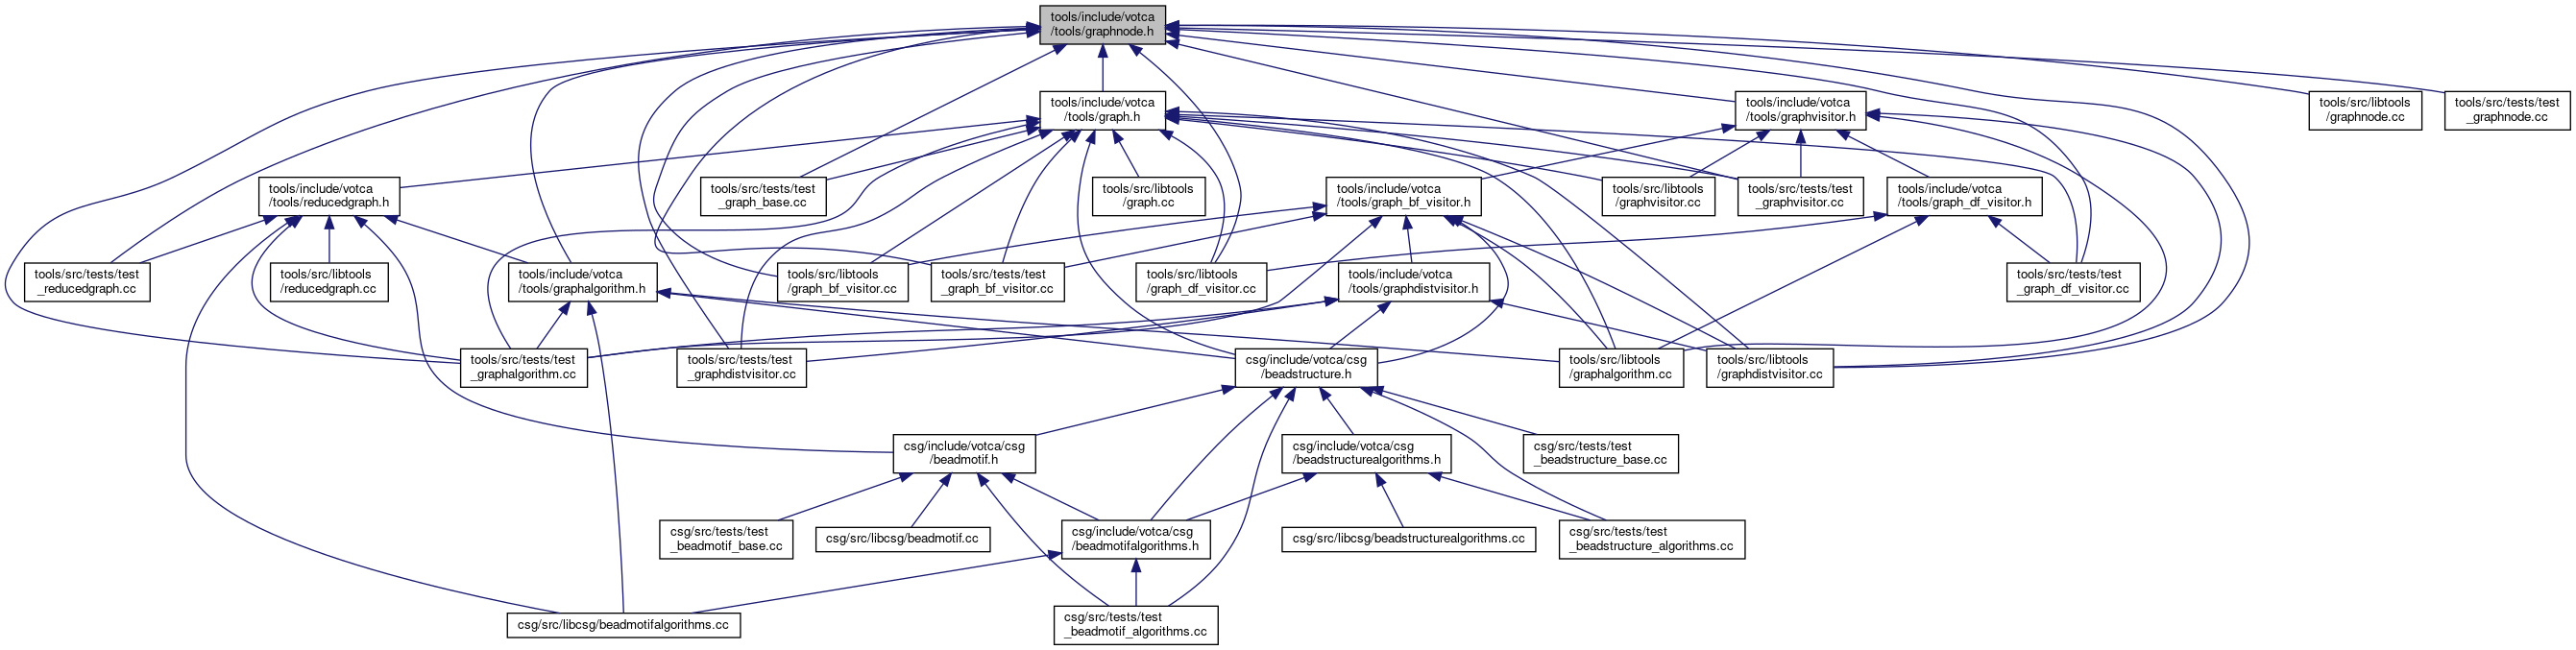 tools/include/votca
/tools/graphnode.h
tools/include/votca
/tools/graph.h
tools/include/votca
/tools/graphvisitor.h
tools/src/libtools
/graphnode.cc
tools/src/tests/test
_graphnode.cc
tools/include/votca
/tools/reducedgraph.h
tools/src/tests/test
_graph_base.cc
tools/src/libtools
/graph.cc
tools/include/votca
/tools/graph_bf_visitor.h
tools/src/libtools
/graphvisitor.cc
tools/src/tests/test
_graphvisitor.cc
tools/include/votca
/tools/graph_df_visitor.h
tools/src/tests/test
_reducedgraph.cc
tools/src/libtools
/reducedgraph.cc
tools/include/votca
/tools/graphalgorithm.h
tools/src/libtools
/graph_bf_visitor.cc
tools/src/tests/test
_graph_bf_visitor.cc
tools/src/libtools
/graph_df_visitor.cc
tools/include/votca
/tools/graphdistvisitor.h
tools/src/tests/test
_graph_df_visitor.cc
tools/src/tests/test
_graphalgorithm.cc
tools/src/tests/test
_graphdistvisitor.cc
csg/include/votca/csg
/beadstructure.h
tools/src/libtools
/graphalgorithm.cc
tools/src/libtools
/graphdistvisitor.cc
csg/include/votca/csg
/beadmotif.h
csg/include/votca/csg
/beadstructurealgorithms.h
csg/src/tests/test
_beadstructure_base.cc
csg/src/tests/test
_beadmotif_base.cc
csg/src/libcsg/beadmotif.cc
csg/include/votca/csg
/beadmotifalgorithms.h
csg/src/libcsg/beadstructurealgorithms.cc
csg/src/tests/test
_beadstructure_algorithms.cc
csg/src/libcsg/beadmotifalgorithms.cc
csg/src/tests/test
_beadmotif_algorithms.cc